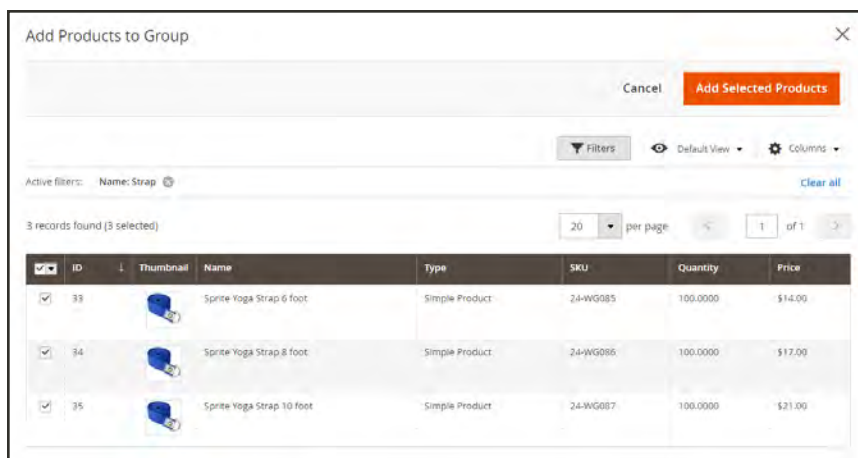 Add Products to Group
Cancel Add Selected Products
Filters Default View Columns
Active filters: Name: Strap Clear all
3 records found (3 selected) 20 per page 1 of 1
ID ↓ Thumbnail Name Type SKU Quantity Price
33 Sprite Yoga Strap 6 foot Simple Product 24-WG085 100.0000 $14.00
34 Sprite Yoga Strap 8 foot Simple Product 24-WG086 100.0000 $17.00
35 Sprite Yoga Strap 10 foot Simple Product 24-WG087 100.0000 $21.00